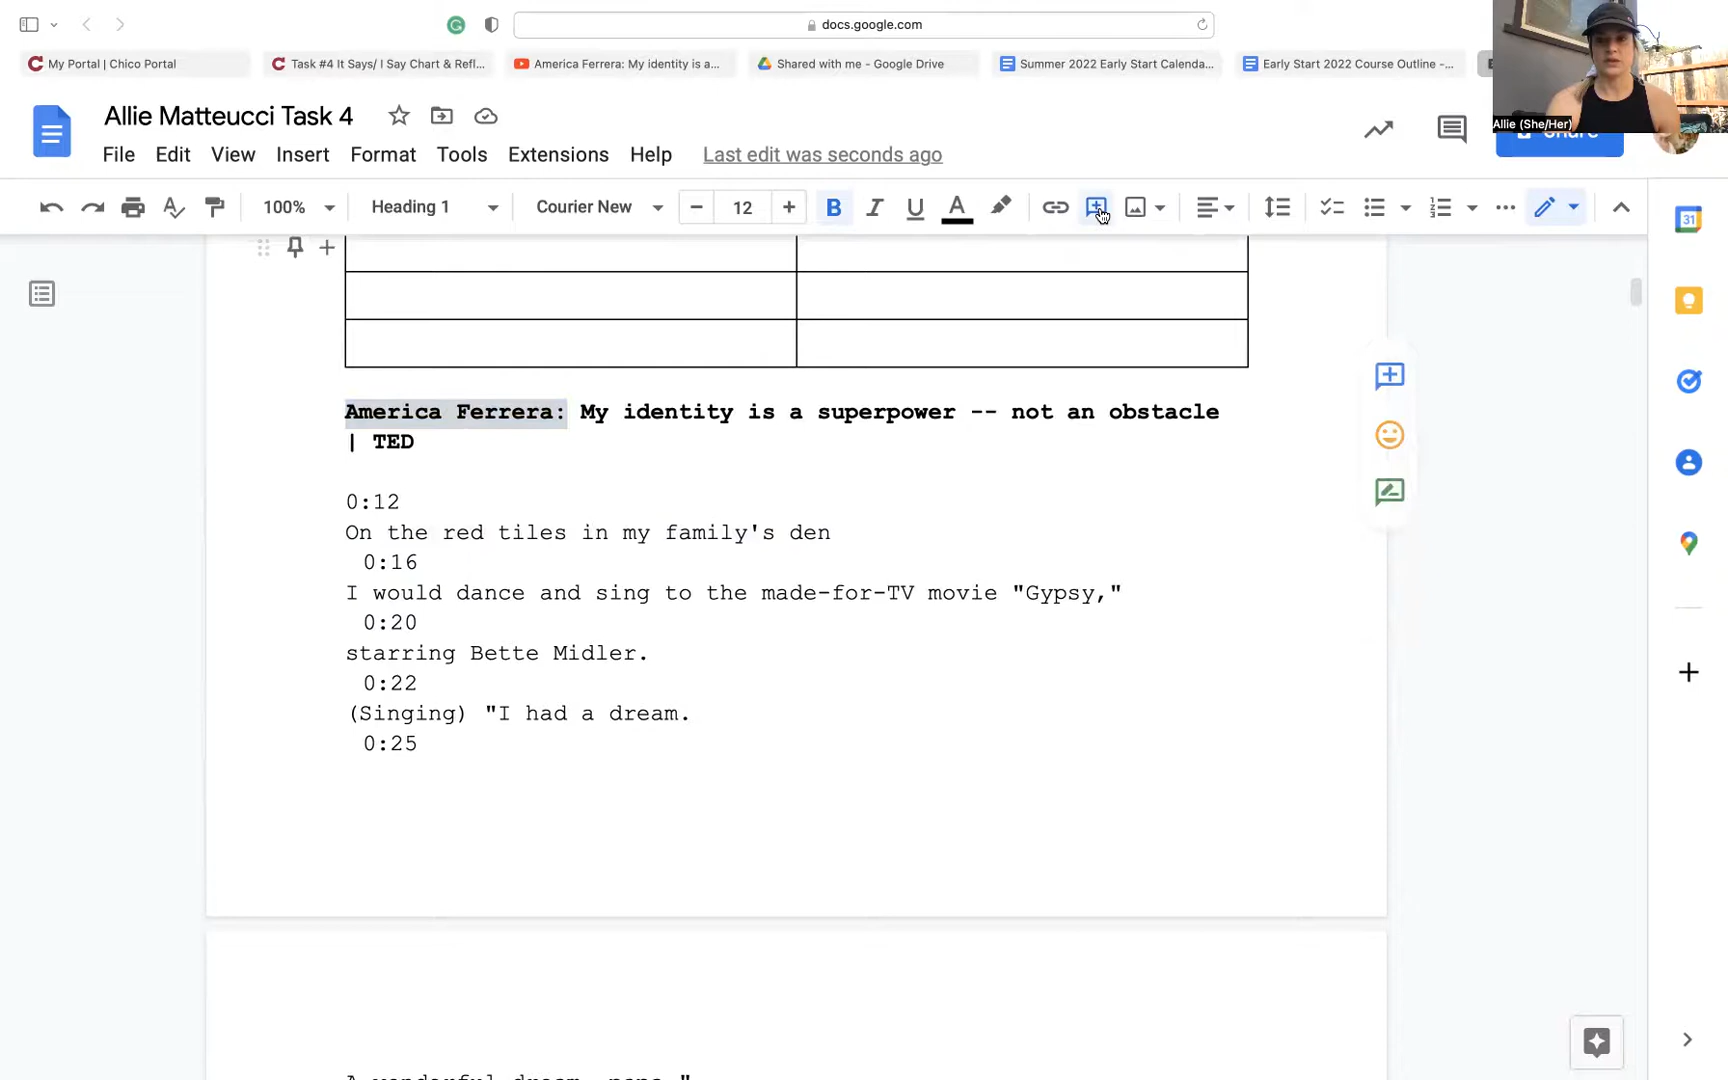 docs.google.com
My Portal | Chico Portal
Task #4 It Says/ I Say Chart & Refl...
America Ferrera: My identity is a...
Shared with me - Google Drive
Summer 2022 Early Start Calenda...
Early Start 2022 Course Outline -...
Allie (She/Her)
Allie Matteucci Task 4
File Edit View Insert Format Tools Extensions Help Last edit was seconds ago
100% Heading 1 Courier New 12 B I U A
31
America Ferrera: My identity is a superpower -- not an obstacle
| TED
0:12
On the red tiles in my family's den
0:16
I would dance and sing to the made-for-TV movie "Gypsy,"
0:20
starring Bette Midler.
0:22
(Singing) "I had a dream.
0:25